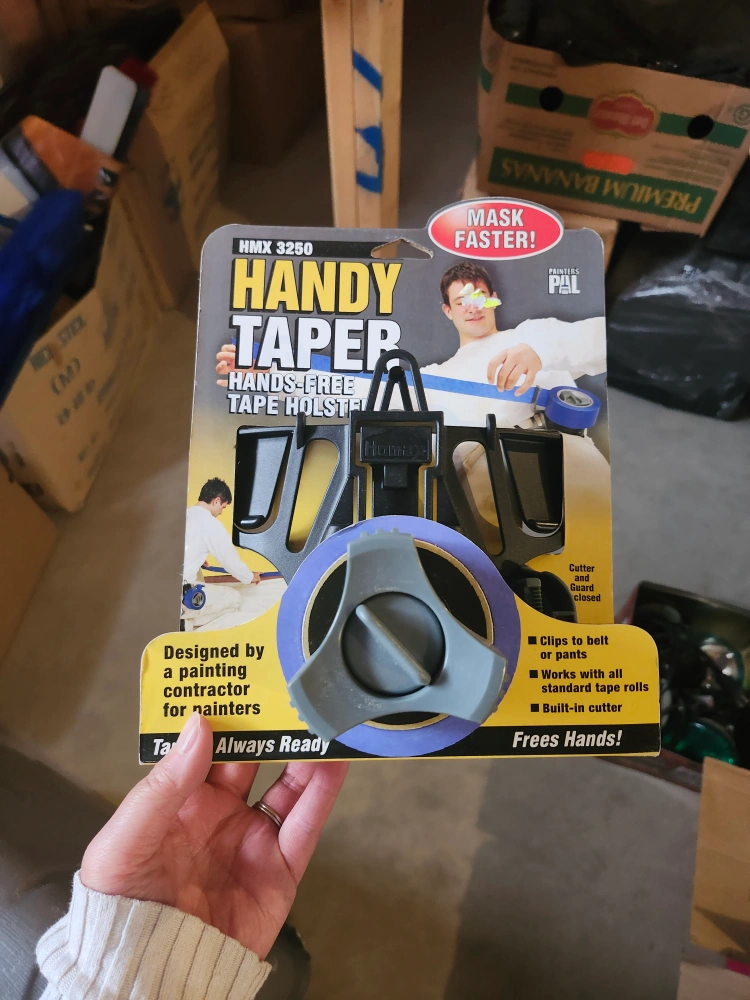 MASK
FASTER!
HMX 3250
HANDY
TAPER
HANDS-FREE
TAPE HOLSTE
PAINTERS
PAL
Homax
Cutter
and
Guard
closed
Designed by
a painting
contractor
for painters
■ Clips to belt
or pants
■ Works with all
standard tape rolls
■ Built-in cutter
Always Ready
Frees Hands!
PREMIUM BANANAS
(M)